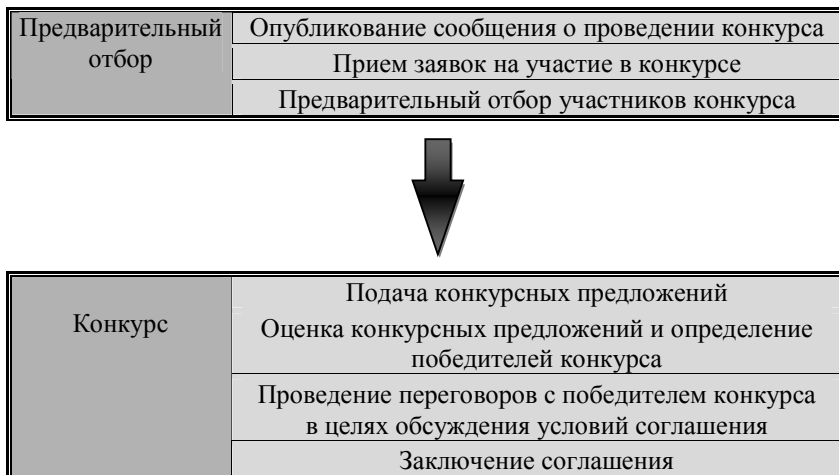 Предварительный
отбор
Опубликование сообщения о проведении конкурса
Прием заявок на участие в конкурсе
Предварительный отбор участников конкурса
Конкурс
Подача конкурсных предложений
Оценка конкурсных предложений и определение
победителей конкурса
Проведение переговоров с победителем конкурса
в целях обсуждения условий соглашения
Заключение соглашения